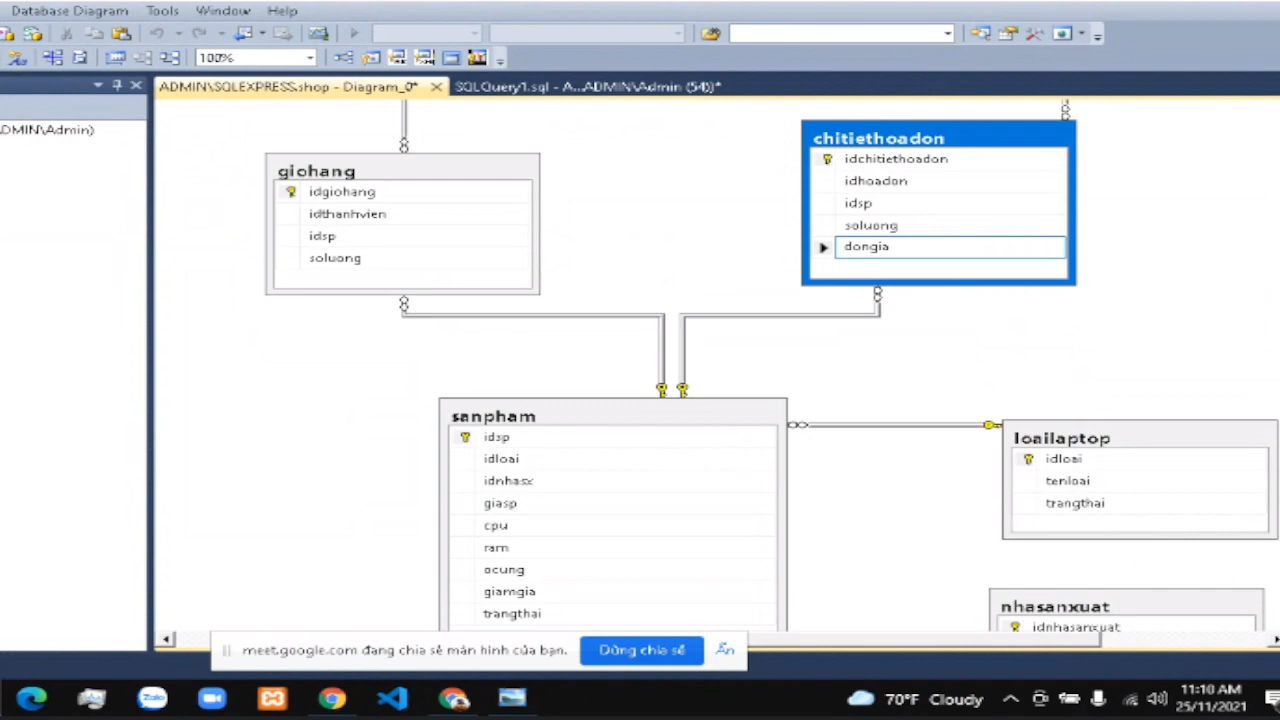 Database Diagram Tools Window Help
100%
ADMIN\SQLEXPRESS.shop - Diagram_0*
SQLQuery1.sql - A...ADMIN\Admin (54))*
DMIN\Admin)
giohang
idgiohang
idthanhvien
idsp
soluong
chitiethoadon
idchitiethoadon
idhoadon
idsp
soluong
dongia
sanpham
idsp
idloai
idnhasx
giasp
cpu
ram
ocung
giamgia
trangthai
loailaptop
idloai
tenloai
trangthai
nhasanxuat
idnhasanxuat
meet.google.com đang chia sẻ màn hình của bạn.
Dừng chia sẻ
Ẩn
Zalo
70°F Cloudy
11:10 AM
25/11/2021